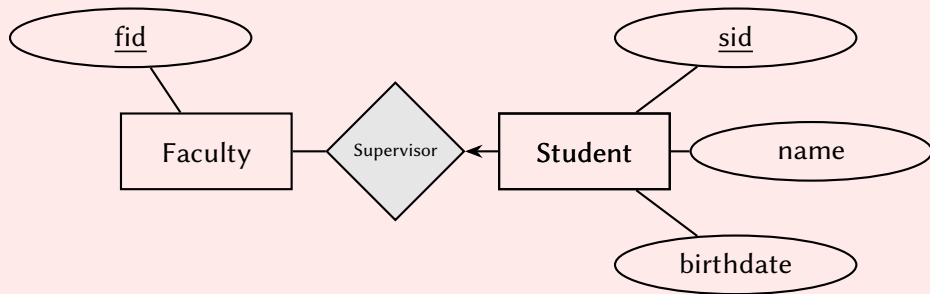 fid
sid
Faculty
Supervisor
Student
name
birthdate